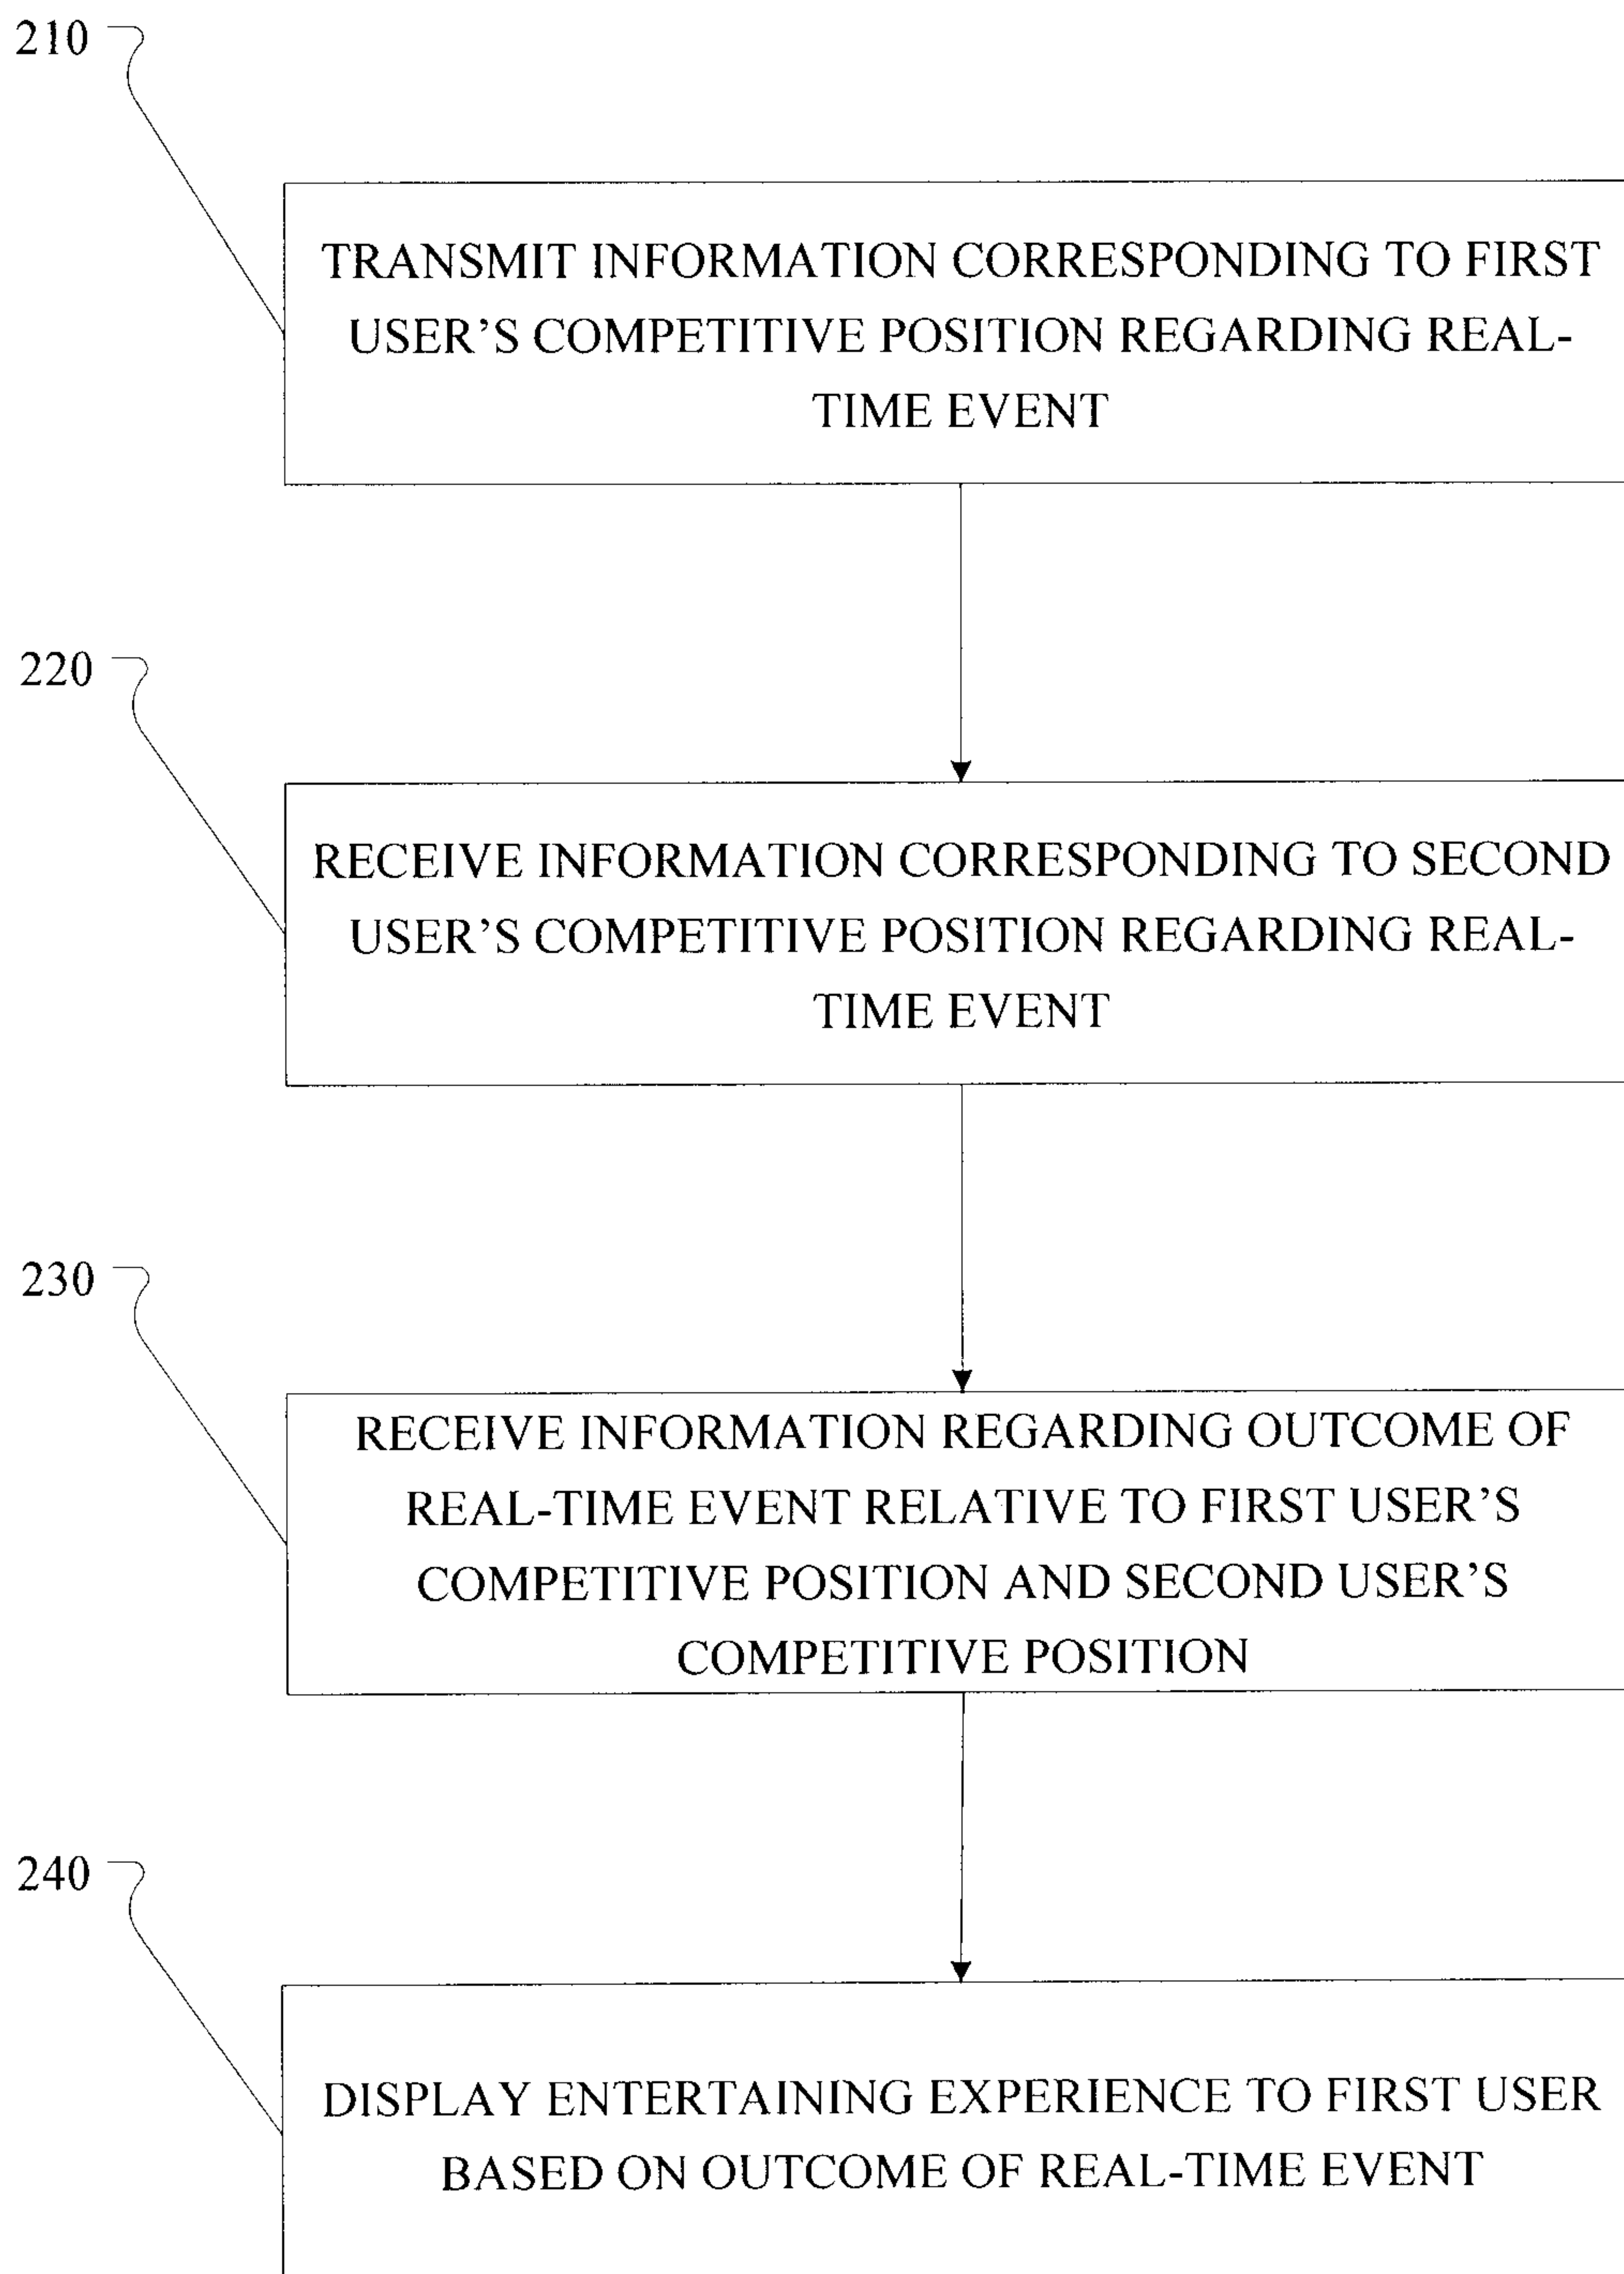 210
TRANSMIT INFORMATION CORRESPONDING TO FIRST
USER'S COMPETITIVE POSITION REGARDING REAL-
TIME EVENT
220
RECEIVE INFORMATION CORRESPONDING TO SECOND
USER'S COMPETITIVE POSITION REGARDING REAL-
TIME EVENT
230
RECEIVE INFORMATION REGARDING OUTCOME OF
REAL-TIME EVENT RELATIVE TO FIRST USER'S
COMPETITIVE POSITION AND SECOND USER'S
COMPETITIVE POSITION
240
DISPLAY ENTERTAINING EXPERIENCE TO FIRST USER
BASED ON OUTCOME OF REAL-TIME EVENT